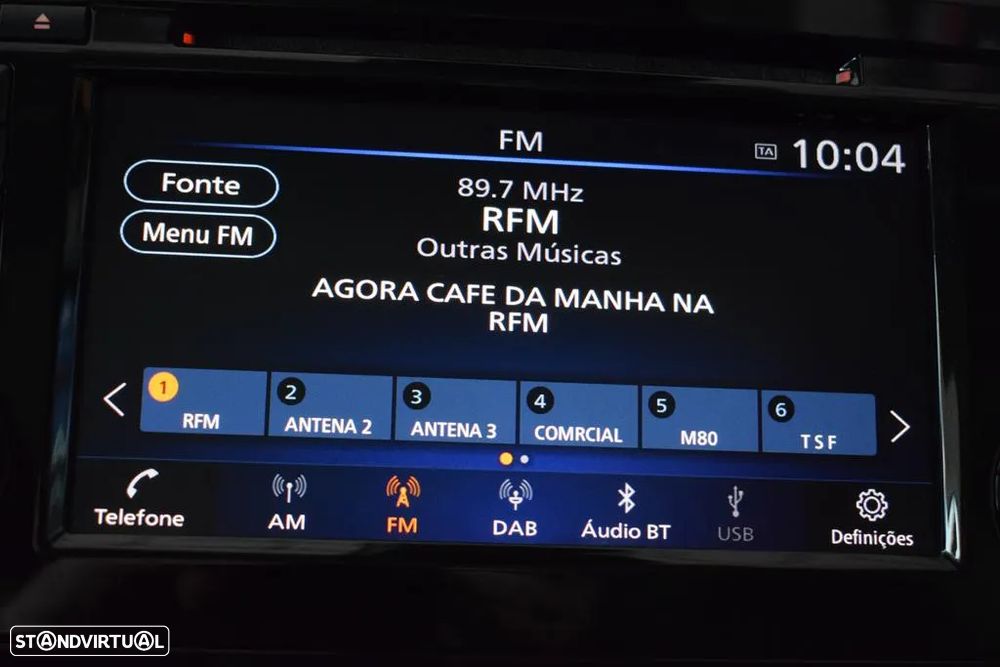 FM
TA
10:04
Fonte
89.7 MHz
RFM
Menu FM
Outras Músicas
AGORA CAFE DA MANHA NA
RFM
1
RFM
2
ANTENA 2
3
ANTENA 3
4
COMRCIAL
5
M80
6
TSF
Telefone
AM
FM
DAB
Áudio BT
USB
Definições
STANDVIRTUAL